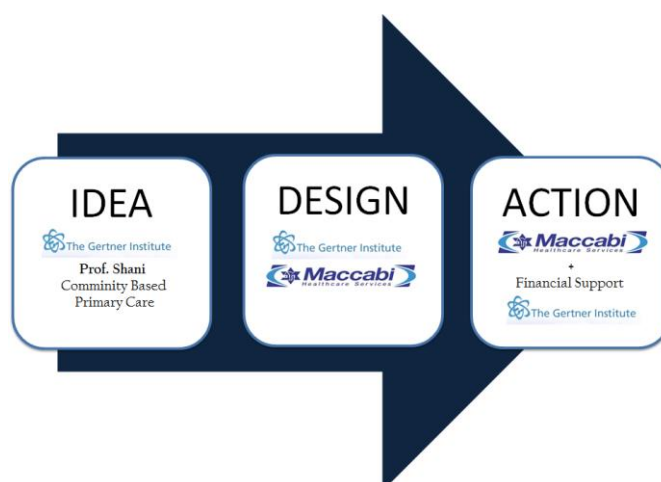 IDEA
The Gertner Institute
Prof. Shani
Comminity Based
Primary Care
DESIGN
The Gertner Institute
Maccabi
Healthcare Services
ACTION
Maccabi
Healthcare Services
+
Financial Support
The Gertner Institute